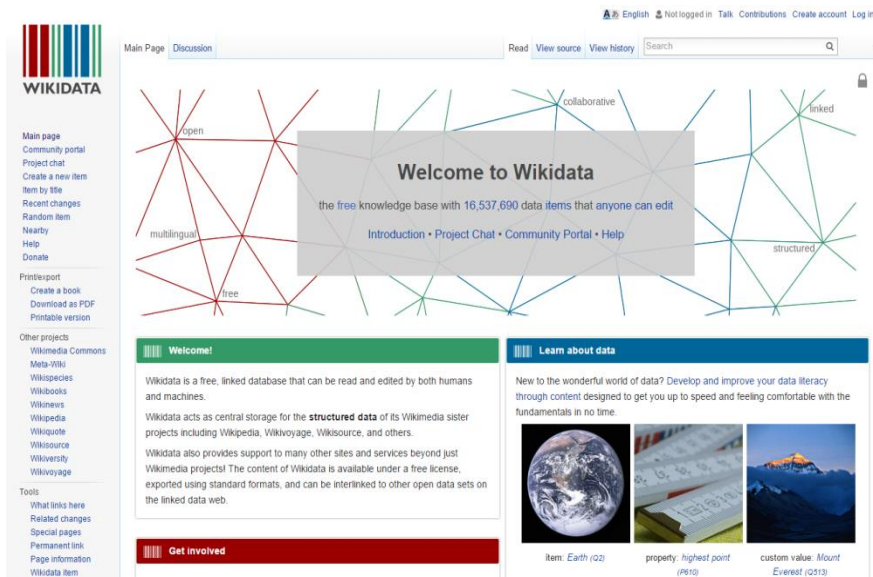 English Not logged in Talk Contributions Create account Log in
WIKIDATA
Main Page Discussion
Read View source View history Search
Main page
Community portal
Project chat
Create a new item
Item by title
Recent changes
Random item
Nearby
Help
Donate
Print/export
Create a book
Download as PDF
Printable version
Other projects
Wikimedia Commons
Meta-Wiki
Wikispecies
Wikibooks
Wikinews
Wikipedia
Wikiquote
Wikisource
Wikiversity
Wikivoyage
Tools
What links here
Related changes
Special pages
Permanent link
Page information
Wikidata item
open
collaborative
linked
multilingual
structured
free
Welcome to Wikidata
the free knowledge base with 16,537,690 data items that anyone can edit
Introduction • Project Chat • Community Portal • Help
Welcome!
Wikidata is a free, linked database that can be read and edited by both humans
and machines.
Wikidata acts as central storage for the structured data of its Wikimedia sister
projects including Wikipedia, Wikivoyage, Wikisource, and others.
Wikidata also provides support to many other sites and services beyond just
Wikimedia projects! The content of Wikidata is available under a free license,
exported using standard formats, and can be interlinked to other open data sets on
the linked data web.
Get involved
Learn about data
New to the wonderful world of data? Develop and improve your data literacy
through content designed to get you up to speed and feeling comfortable with the
fundamentals in no time.
item: Earth (Q2)
property: highest point
(P610)
custom value: Mount
Everest (Q513)